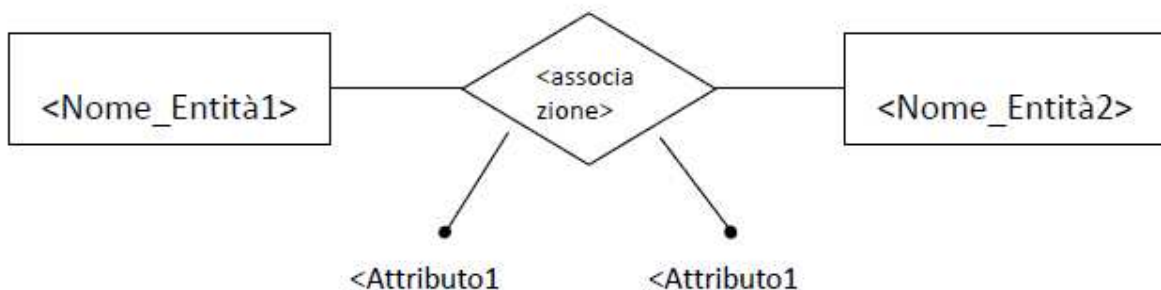 <Nome_Entità1>
<associa
zione>
<Nome_Entità2>
<Attributo1
<Attributo1